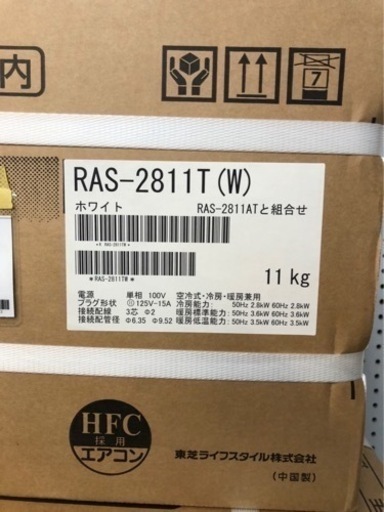 内
7
RAS-2811T(W)
ホワイト RAS-2811ATと組合せ
*RAS-2811TW*
11kg
電源 単相 100V 空冷式・冷房・暖房兼用
プラグ形状 125V-15A 冷房能力: 50Hz 2.8kW 60Hz 2.8kW
接続配線 3芯 Φ2 暖房標準能力: 50Hz 3.6kW 60Hz 3.6kW
接続配管径 Φ6.35 Φ9.52 暖房低温能力: 50Hz 3.5kW 60Hz 3.5kW
HFC
採用
エアコン
東芝ライフスタイル株式会社
(中国製)